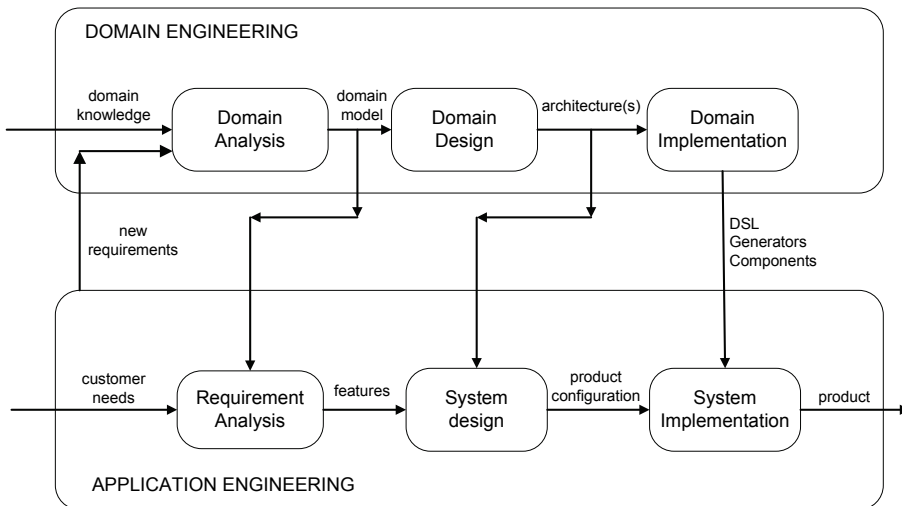 DOMAIN ENGINEERING
domain
knowledge
Domain
Analysis
domain
model
Domain
Design
architecture(s)
Domain
Implementation
new
requirements
DSL
Generators
Components
customer
needs
Requirement
Analysis
features
System
design
product
configuration
System
Implementation
product
APPLICATION ENGINEERING